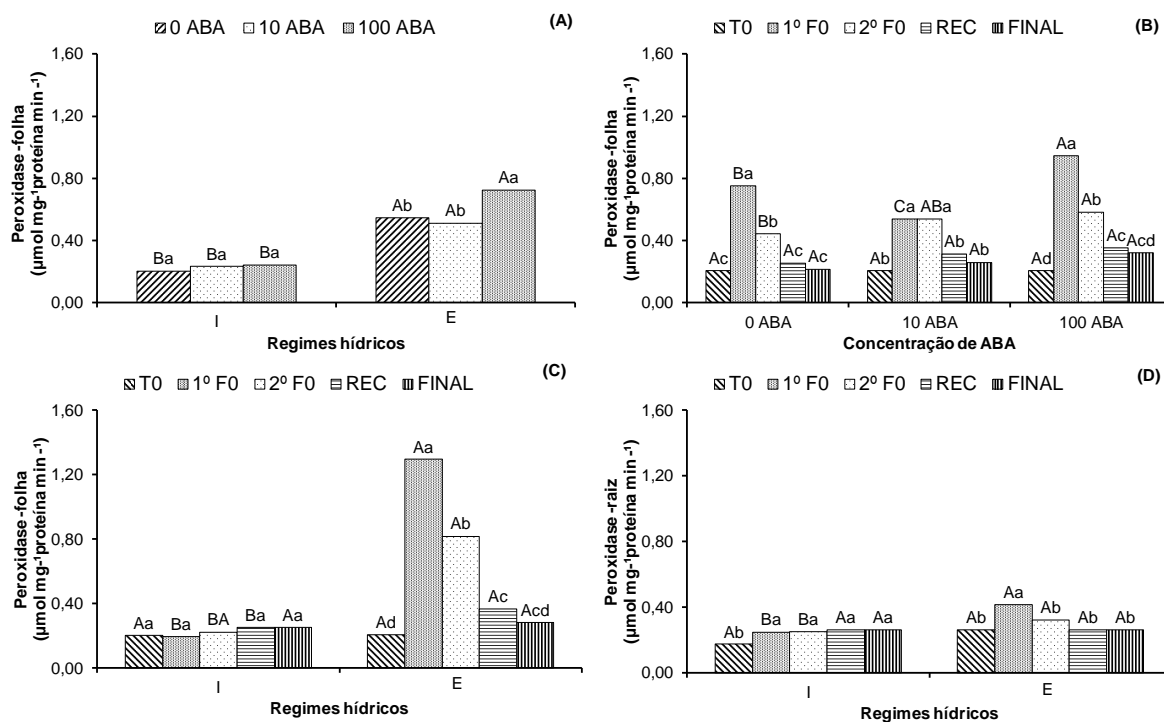 (A)
0 ABA 10 ABA 100 ABA
Peroxidase -folha
(µmol mg-¹proteína min -¹)
1,60
1,20
0,80
0,40
0,00
Ba Ba Ba Ab Ab Aa
I E
Regimes hídricos
(B)
T0 1º F0 2º F0 REC FINAL
Peroxidase -folha
(µmol mg-¹proteína min -¹)
1,60
1,20
0,80
0,40
0,00
Ac Ba Bb Ac Ac Ab Ca ABa Ab Ab Ad Aa Ab Ac Acd
0 ABA 10 ABA 100 ABA
Concentração de ABA
(C)
T0 1º F0 2º F0 REC FINAL
Peroxidase -folha
(µmol mg-¹proteína min -¹)
1,60
1,20
0,80
0,40
0,00
Aa Ba BA Ba Aa Ad Aa Ab Ac Acd
I E
Regimes hídricos
(D)
T0 1º F0 2º F0 REC FINAL
Peroxidase -raiz
(µmol mg-¹proteína min -¹)
1,60
1,20
0,80
0,40
0,00
Ab Ba Ba Aa Aa Ab Aa Ab Ab Ab
I E
Regimes hídricos